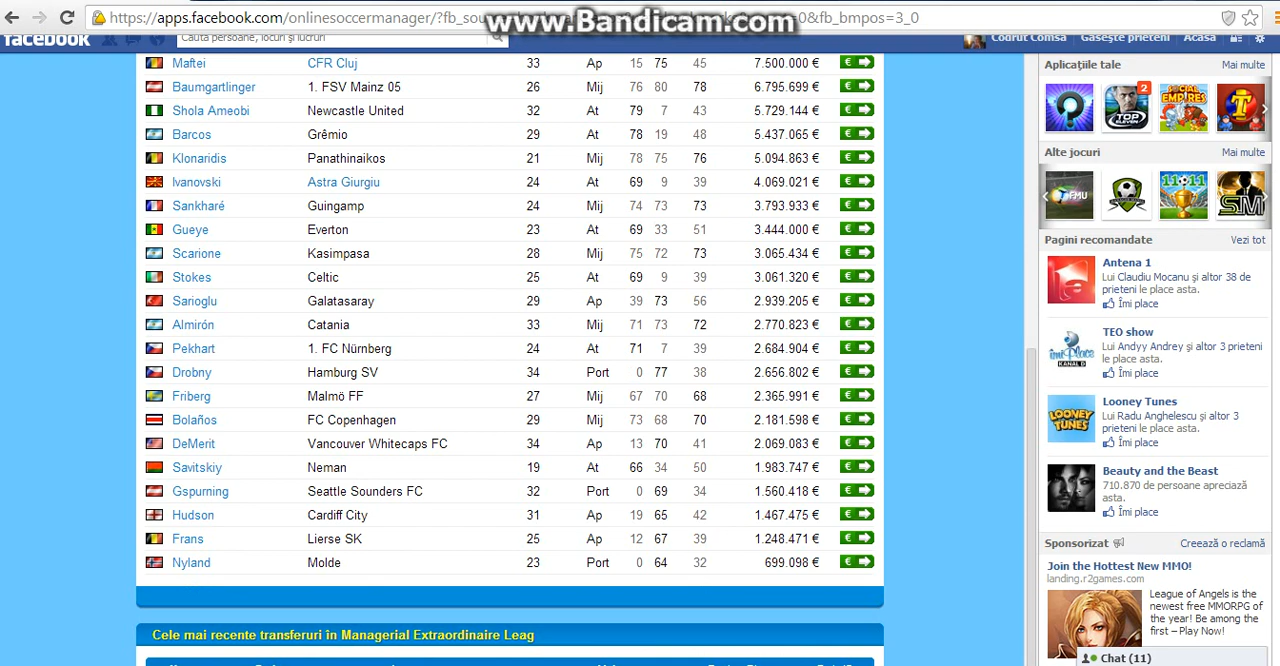 https://apps.facebook.com/onlinesoccermanager/?fb_sou
www.Bandicam.com
=0&fb_bmpos=3_0
facebook
Caută persoane, locuri și lucruri
Codrut Comsa
Găsește prieteni
Acasă
Maftei CFR Cluj 33 Ap 15 75 45 7.500.000 €
Baumgartlinger 1. FSV Mainz 05 26 Mij 76 80 78 6.795.699 €
Shola Ameobi Newcastle United 32 At 79 7 43 5.729.144 €
Barcos Grêmio 29 At 78 19 48 5.437.065 €
Klonaridis Panathinaikos 21 Mij 78 75 76 5.094.863 €
Ivanovski Astra Giurgiu 24 At 69 9 39 4.069.021 €
Sankharé Guingamp 24 Mij 74 73 73 3.793.933 €
Gueye Everton 23 At 69 33 51 3.444.000 €
Scarione Kasimpasa 28 Mij 75 72 73 3.065.434 €
Stokes Celtic 25 At 69 9 39 3.061.320 €
Sarioglu Galatasaray 29 Ap 39 73 56 2.939.205 €
Almirón Catania 33 Mij 71 73 72 2.770.823 €
Pekhart 1. FC Nürnberg 24 At 71 7 39 2.684.904 €
Drobny Hamburg SV 34 Port 0 77 38 2.656.802 €
Friberg Malmö FF 27 Mij 67 70 68 2.365.991 €
Bolaños FC Copenhagen 29 Mij 73 68 70 2.181.598 €
DeMerit Vancouver Whitecaps FC 34 Ap 13 70 41 2.069.083 €
Savitskiy Neman 19 At 66 34 50 1.983.747 €
Gspurning Seattle Sounders FC 32 Port 0 69 34 1.560.418 €
Hudson Cardiff City 31 Ap 19 65 42 1.467.475 €
Frans Lierse SK 25 Ap 12 67 39 1.248.471 €
Nyland Molde 23 Port 0 64 32 699.098 €
Cele mai recente transferuri în Managerial Extraordinaire Leag
Aplicațiile tale Mai multe
2
TOP ELEVEN
SOCIAL EMPIRES
T
Alte jocuri Mai multe
FMU
11 11
SM
Pagini recomandate Vezi tot
Antena 1
Lui Claudiu Mocanu și altor 38 de
prieteni le place asta.
Îmi place
TEO show
Lui Andyy Andrey și altor 3 prieteni
le place asta.
Îmi place
KANAL D
Looney Tunes
Lui Radu Anghelescu și altor 3
prieteni le place asta.
Îmi place
LOONEY TUNES
Beauty and the Beast
710.870 de persoane apreciază
asta.
Îmi place
Sponsorizat Creează o reclamă
Join the Hottest New MMO!
landing.r2games.com
League of Angels is the
newest free MMORPG of
the year! Be among the
first – Play Now!
Chat (11)